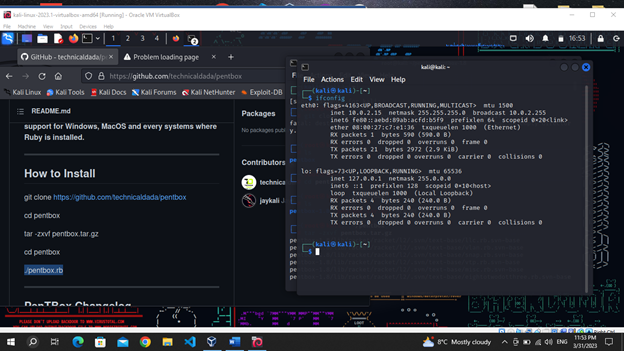 kali-linux-2023.1-virtualbox-amd64 [Running] - Oracle VM VirtualBox
File Machine View Input Devices Help
1 2 3 4
16:53
GitHub - technicaldada/p
Problem loading page
https://github.com/technicaldada/pentbox
Kali Linux Kali Tools Kali Docs Kali Forums Kali NetHunter Exploit-DB
README.md
support for Windows, MacOS and every systems where
Ruby is installed.
How to Install
git clone https://github.com/technicaldada/pentbox
cd pentbox
tar -zxvf pentbox.tar.gz
cd pentbox
./pentbox.rb
PenTBox Changelog
Packages
No packages publi
Contributors
technica
jaykali J
kali@kali: ~
File Actions Edit View Help
(kali㉿kali)-[~]
$ ifconfig
eth0: flags=4163<UP,BROADCAST,RUNNING,MULTICAST> mtu 1500
inet 10.0.2.15 netmask 255.255.255.0 broadcast 10.0.2.255
inet6 fe80::aebd:89ab:acfd:b5f9 prefixlen 64 scopeid 0×20<link>
ether 08:00:27:c7:e1:36 txqueuelen 1000 (Ethernet)
RX packets 1 bytes 590 (590.0 B)
RX errors 0 dropped 0 overruns 0 frame 0
TX packets 21 bytes 2972 (2.9 KiB)
TX errors 0 dropped 0 overruns 0 carrier 0 collisions 0
lo: flags=73<UP,LOOPBACK,RUNNING> mtu 65536
inet 127.0.0.1 netmask 255.0.0.0
inet6 ::1 prefixlen 128 scopeid 0×10<host>
loop txqueuelen 1000 (Local Loopback)
RX packets 4 bytes 240 (240.0 B)
RX errors 0 dropped 0 overruns 0 frame 0
TX packets 4 bytes 240 (240.0 B)
TX errors 0 dropped 0 overruns 0 carrier 0 collisions 0
(kali㉿kali)-[~]
$
Right Ctrl
8°C Mostly cloudy
ENG
11:53 PM
3/31/2023